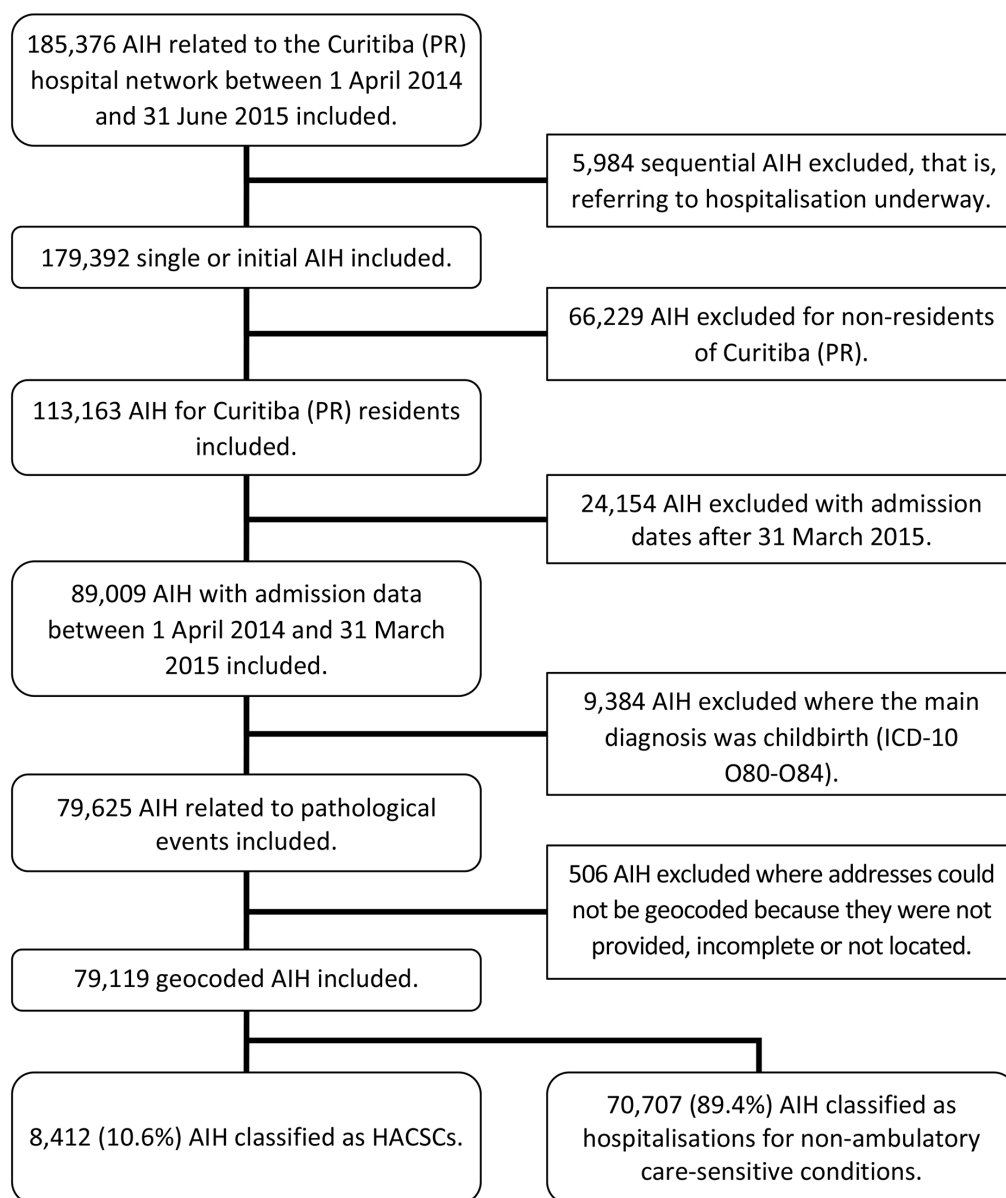 185,376 AIH related to the Curitiba (PR)
hospital network between 1 April 2014
and 31 June 2015 included.
5,984 sequential AIH excluded, that is,
referring to hospitalisation underway.
179,392 single or initial AIH included.
66,229 AIH excluded for non-residents
of Curitiba (PR).
113,163 AIH for Curitiba (PR) residents
included.
24,154 AIH excluded with admission
dates after 31 March 2015.
89,009 AIH with admission data
between 1 April 2014 and 31 March
2015 included.
9,384 AIH excluded where the main
diagnosis was childbirth (ICD-10
O80-O84).
79,625 AIH related to pathological
events included.
506 AIH excluded where addresses could
not be geocoded because they were not
provided, incomplete or not located.
79,119 geocoded AIH included.
8,412 (10.6%) AIH classified as HACSCs.
70,707 (89.4%) AIH classified as
hospitalisations for non-ambulatory
care-sensitive conditions.